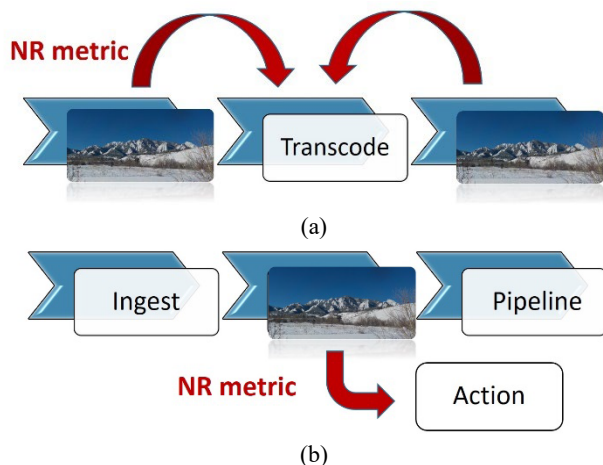 NR metric
Transcode
(a)
Ingest
Pipeline
NR metric
Action
(b)